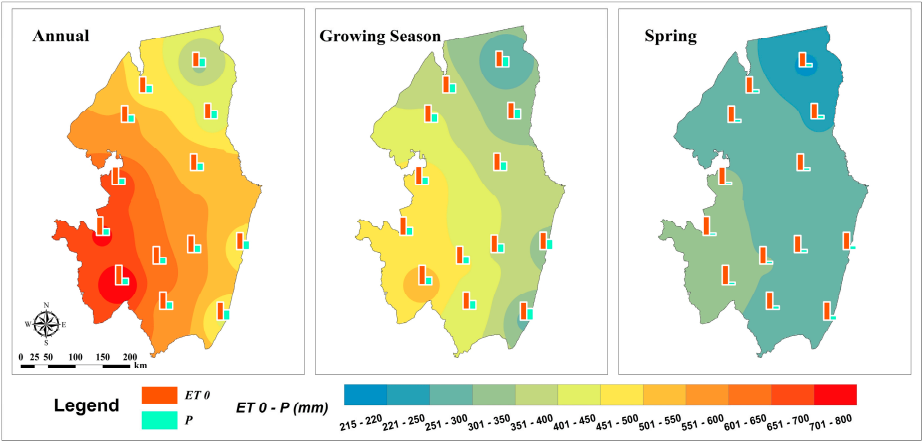 Annual
Growing Season
Spring
N
W E
S
0 25 50 100 150 200
km
Legend
ET 0
P
ET 0 - P (mm)
215 - 220 221 - 250 251 - 300 301 - 350 351 - 400 401 - 450 451 - 500 501 - 550 551 - 600 601 - 650 651 - 700 701 - 800